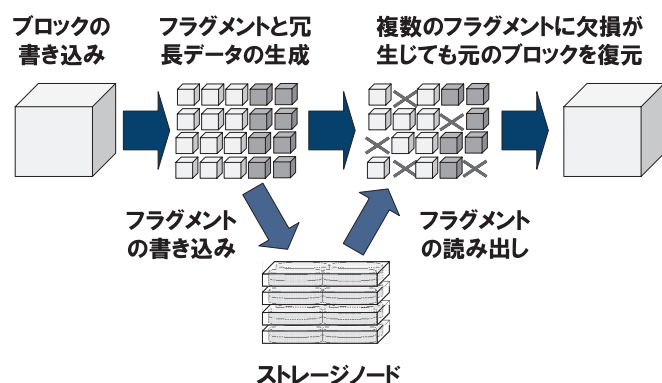 ブロックの
書き込み
フラグメントと冗
長データの生成
複数のフラグメントに欠損が
生じても元のブロックを復元
フラグメント
の書き込み
フラグメント
の読み出し
ストレージノード